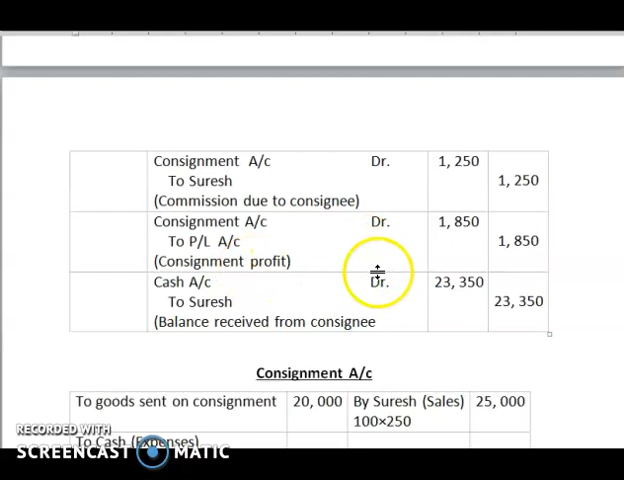 Consignment A/c Dr. 1, 250
To Suresh 1, 250
(Commission due to consignee)
Consignment A/c Dr. 1, 850
To P/L A/c 1, 850
(Consignment profit)
Cash A/c Dr. 23, 350
To Suresh 23, 350
(Balance received from consignee
Consignment A/c
To goods sent on consignment 20, 000 By Suresh (Sales) 25, 000
100×250
To Cash (Expenses)
RECORDED WITH
SCREENCAST MATIC